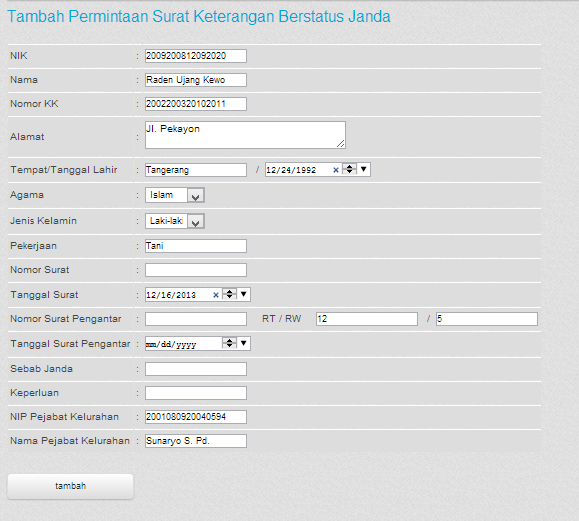 Tambah Permintaan Surat Keterangan Berstatus Janda
NIK : 2009200812092020
Nama : Raden Ujang Kewo
Nomor KK : 2002200320102011
Alamat : Jl. Pekayon
Tempat/Tanggal Lahir : Tangerang / 12/24/1992
Agama : Islam
Jenis Kelamin : Laki-laki
Pekerjaan : Tani
Nomor Surat :
Tanggal Surat : 12/16/2013
Nomor Surat Pengantar : RT / RW 12 / 5
Tanggal Surat Pengantar : mm/dd/yyyy
Sebab Janda :
Keperluan :
NIP Pejabat Kelurahan : 2001080920040594
Nama Pejabat Kelurahan : Sunaryo S. Pd.
tambah